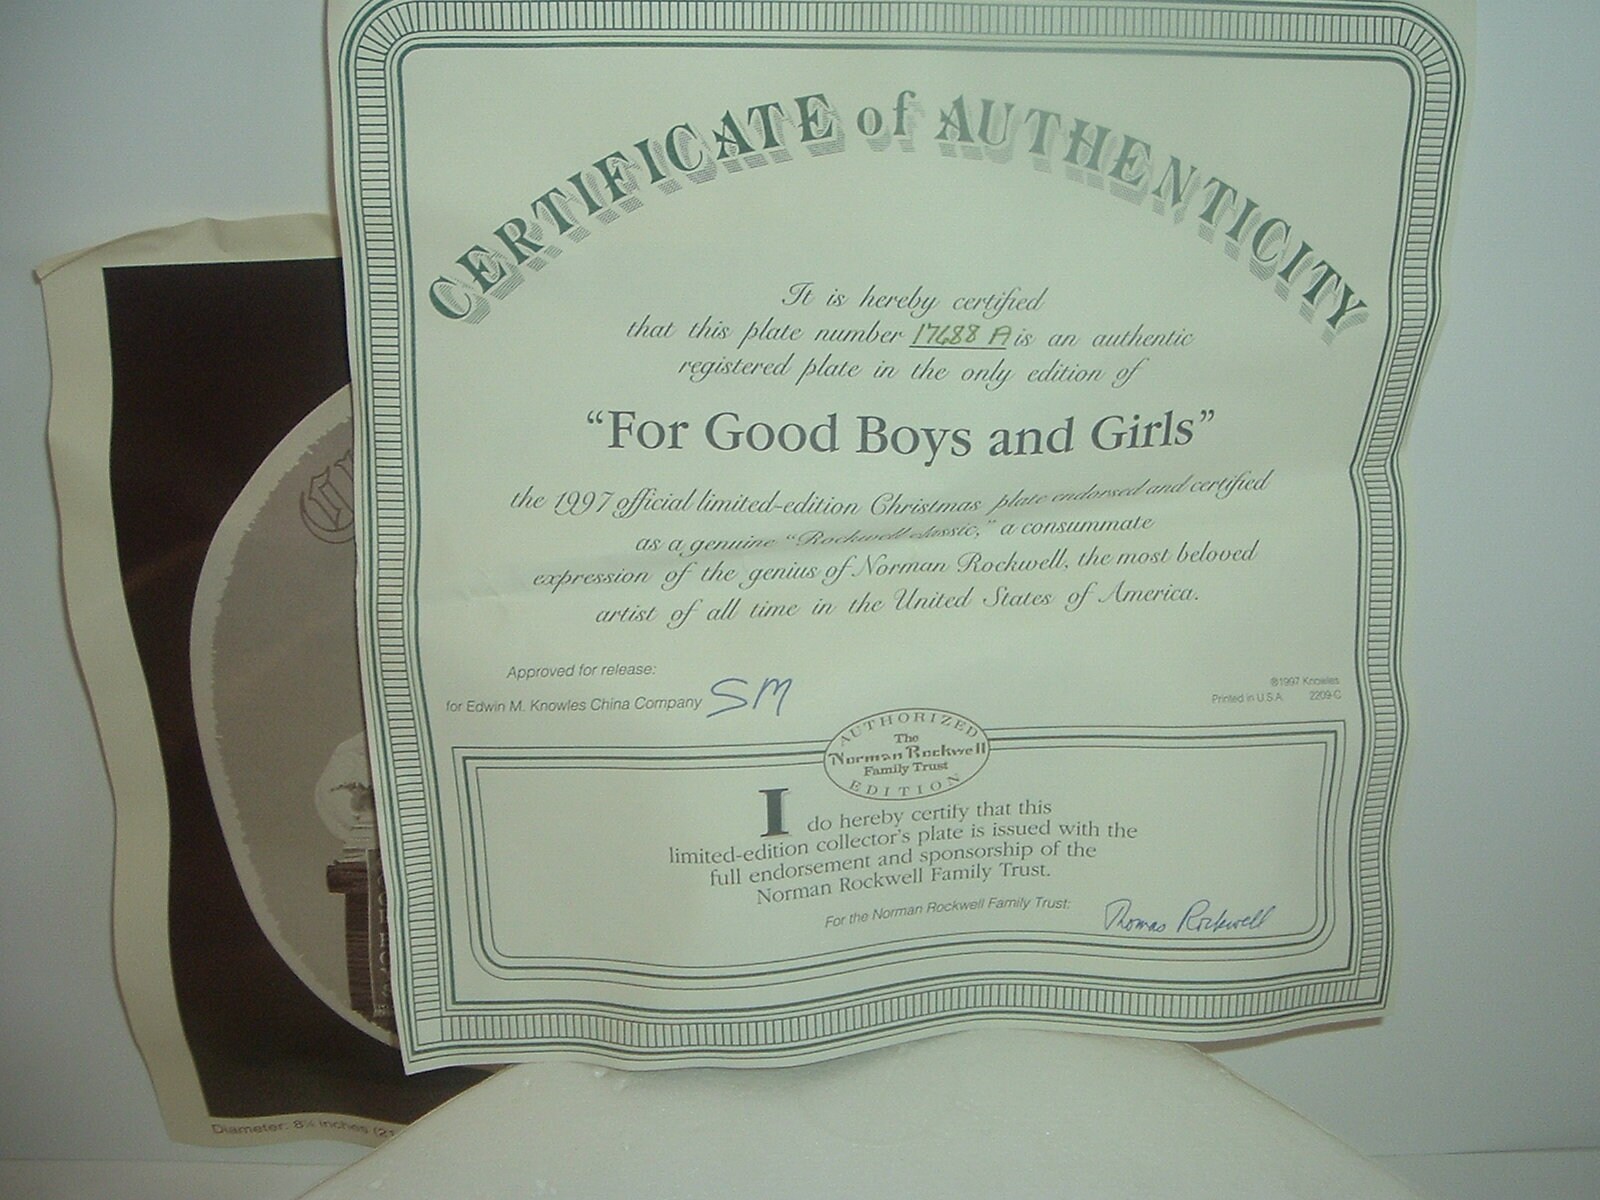 CERTIFICATE of AUTHENTICITY
It is hereby certified
that this plate number 17688 A is an authentic
registered plate in the only edition of
“For Good Boys and Girls”
the 1997 official limited-edition Christmas plate endorsed and certified
as a genuine “Rockwell classic,” a consummate
expression of the genius of Norman Rockwell, the most beloved
artist of all time in the United States of America.
Approved for release:
for Edwin M. Knowles China Company SM
©1997 Knowles
Printed in U.S.A. 2209-C
AUTHORIZED
The
Norman Rockwell
Family Trust
EDITION
I do hereby certify that this
limited-edition collector's plate is issued with the
full endorsement and sponsorship of the
Norman Rockwell Family Trust.
For the Norman Rockwell Family Trust: Thomas Rockwell
Diameter: 8¼ inches (21